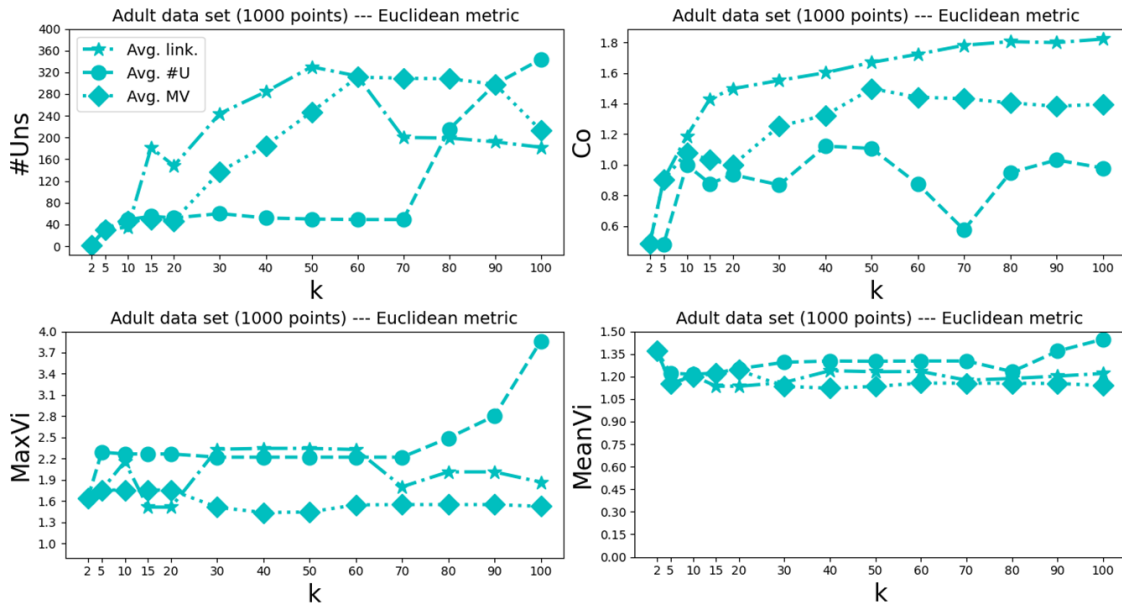 Adult data set (1000 points) --- Euclidean metric
400
360
320
280
240
200
160
120
80
40
0
#Uns
Avg. link.
Avg. #U
Avg. MV
2 5 10 15 20 30 40 50 60 70 80 90 100
k
Adult data set (1000 points) --- Euclidean metric
1.8
1.6
1.4
1.2
1.0
0.8
0.6
Co
2 5 10 15 20 30 40 50 60 70 80 90 100
k
Adult data set (1000 points) --- Euclidean metric
4.0
3.7
3.4
3.1
2.8
2.5
2.2
1.9
1.6
1.3
1.0
MaxVi
2 5 10 15 20 30 40 50 60 70 80 90 100
k
Adult data set (1000 points) --- Euclidean metric
1.50
1.35
1.20
1.05
0.90
0.75
0.60
0.45
0.30
0.15
0.00
MeanVi
2 5 10 15 20 30 40 50 60 70 80 90 100
k